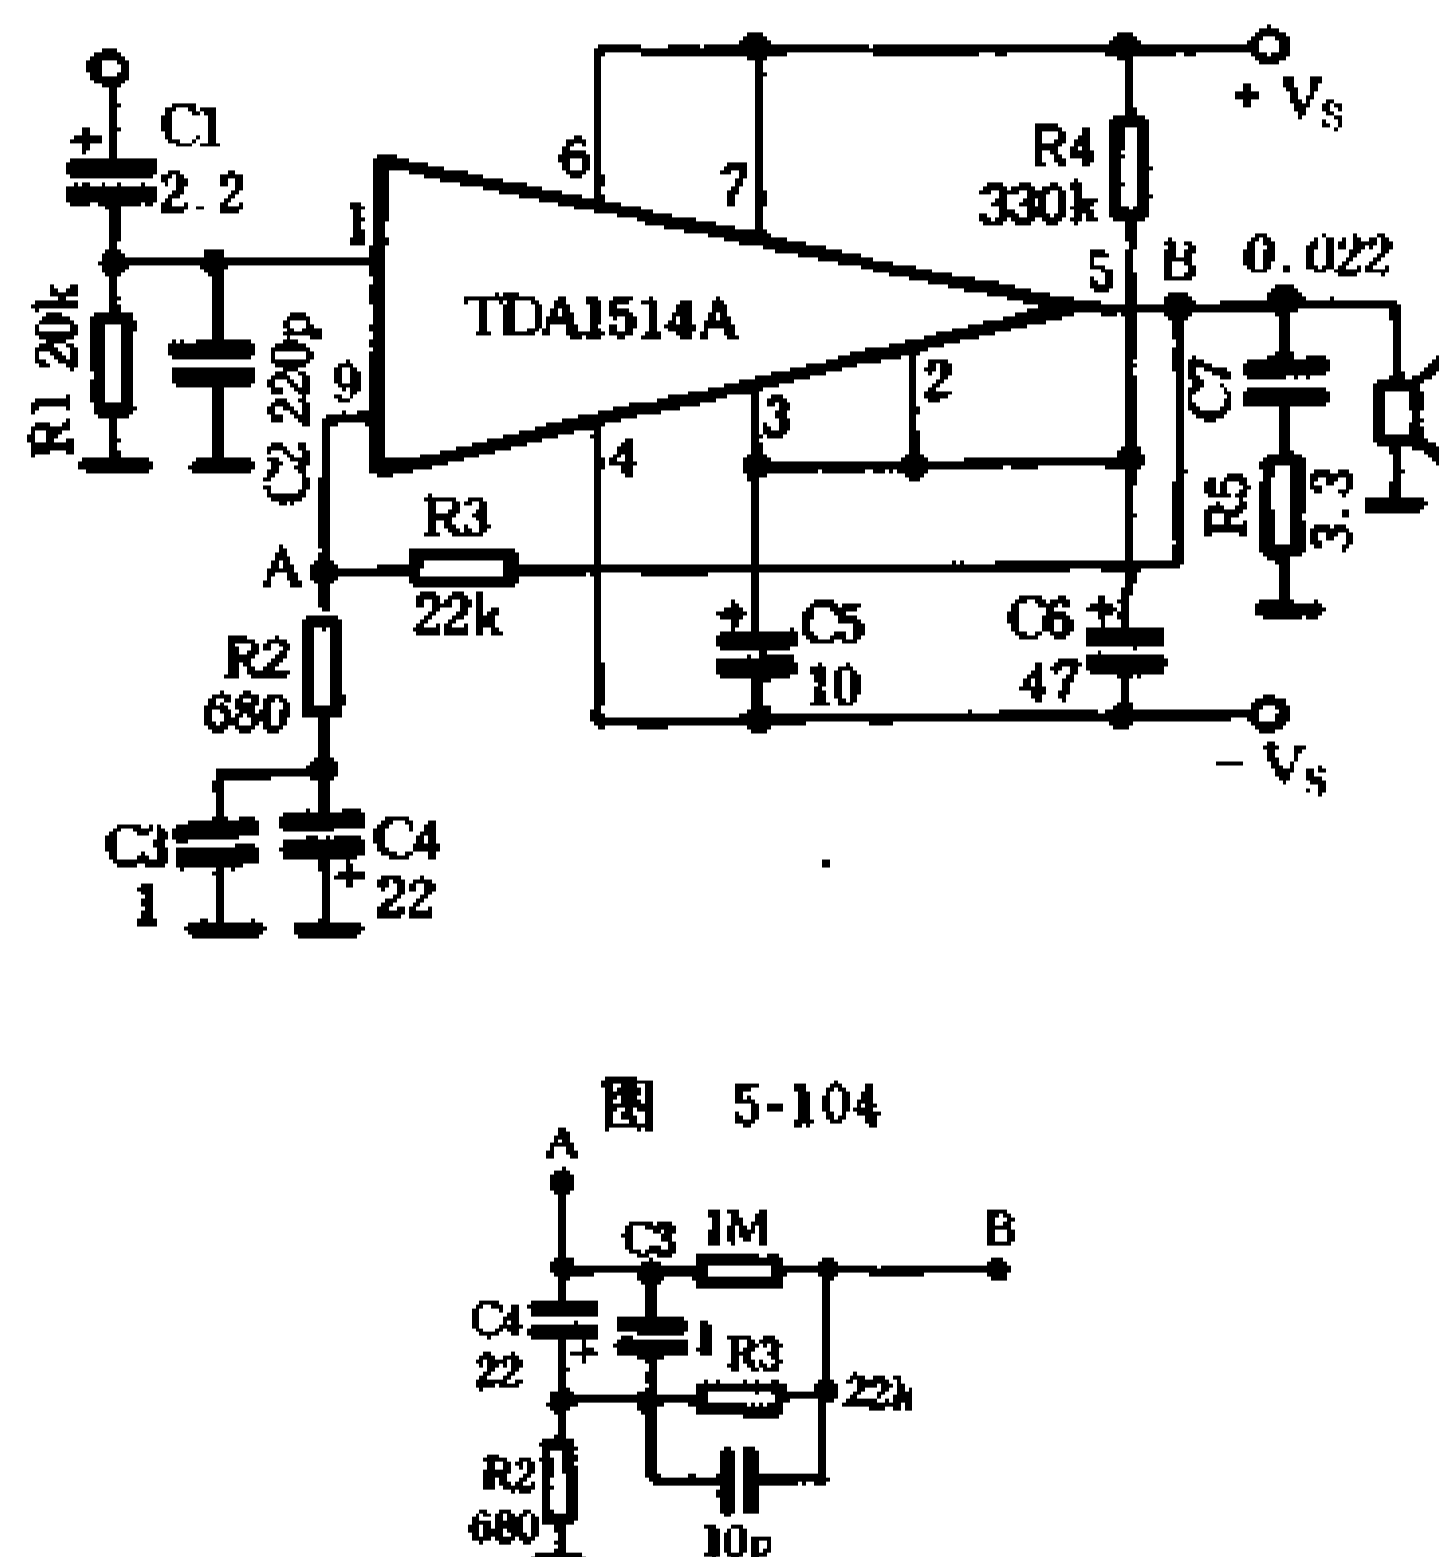 C1
2.2
+
1
R1 20k
C2 220p
9
TDA1514A
6
7
+ VS
R4
330k
5
B
0.022
2
3
4
C7
R5
3.3
R3
22k
A
R2
680
+
C5
10
C6
+
47
- VS
C3
1
C4
+
22
图 5-104
A
C3
1M
B
C4
22
+
1
R3
22k
R2
680
10p